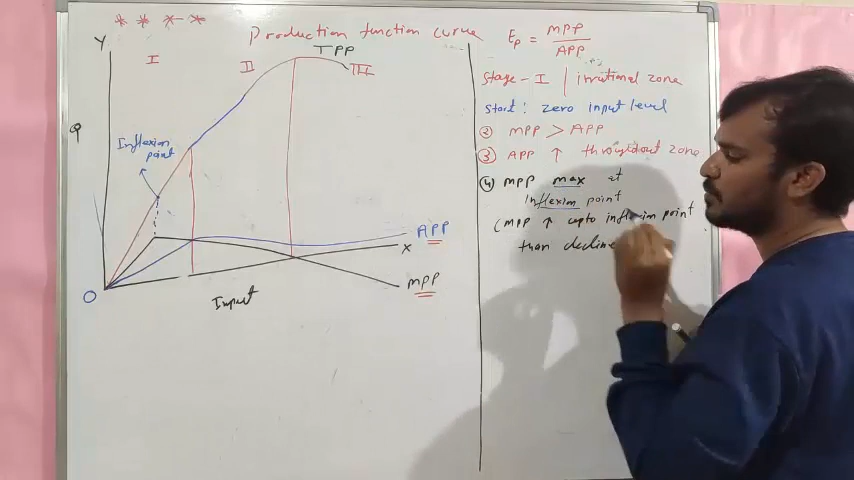 * * *-*
Production function curve
Y
I
II
TPP
III
Q
Inflexion
point
APP
X
MPP
O
Input
Ep = MPP
APP
Stage-I | irrational zone
start: zero input level
② MPP > APP
③ APP ↑ throughout zone
④ MPP max at
inflexion point
(MPP ↑ upto inflexion point
than decline